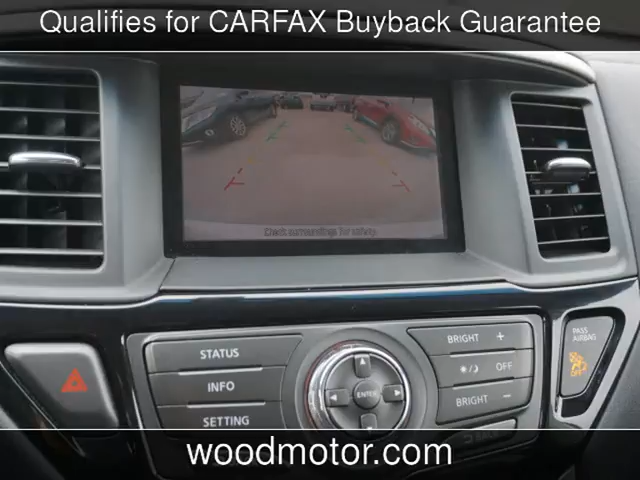 Qualifies for CARFAX Buyback Guarantee
Check surroundings for safety.
STATUS
INFO
SETTING
ENTER
BRIGHT +
OFF
BRIGHT −
BACK
PASS
AIRBAG
woodmotor.com